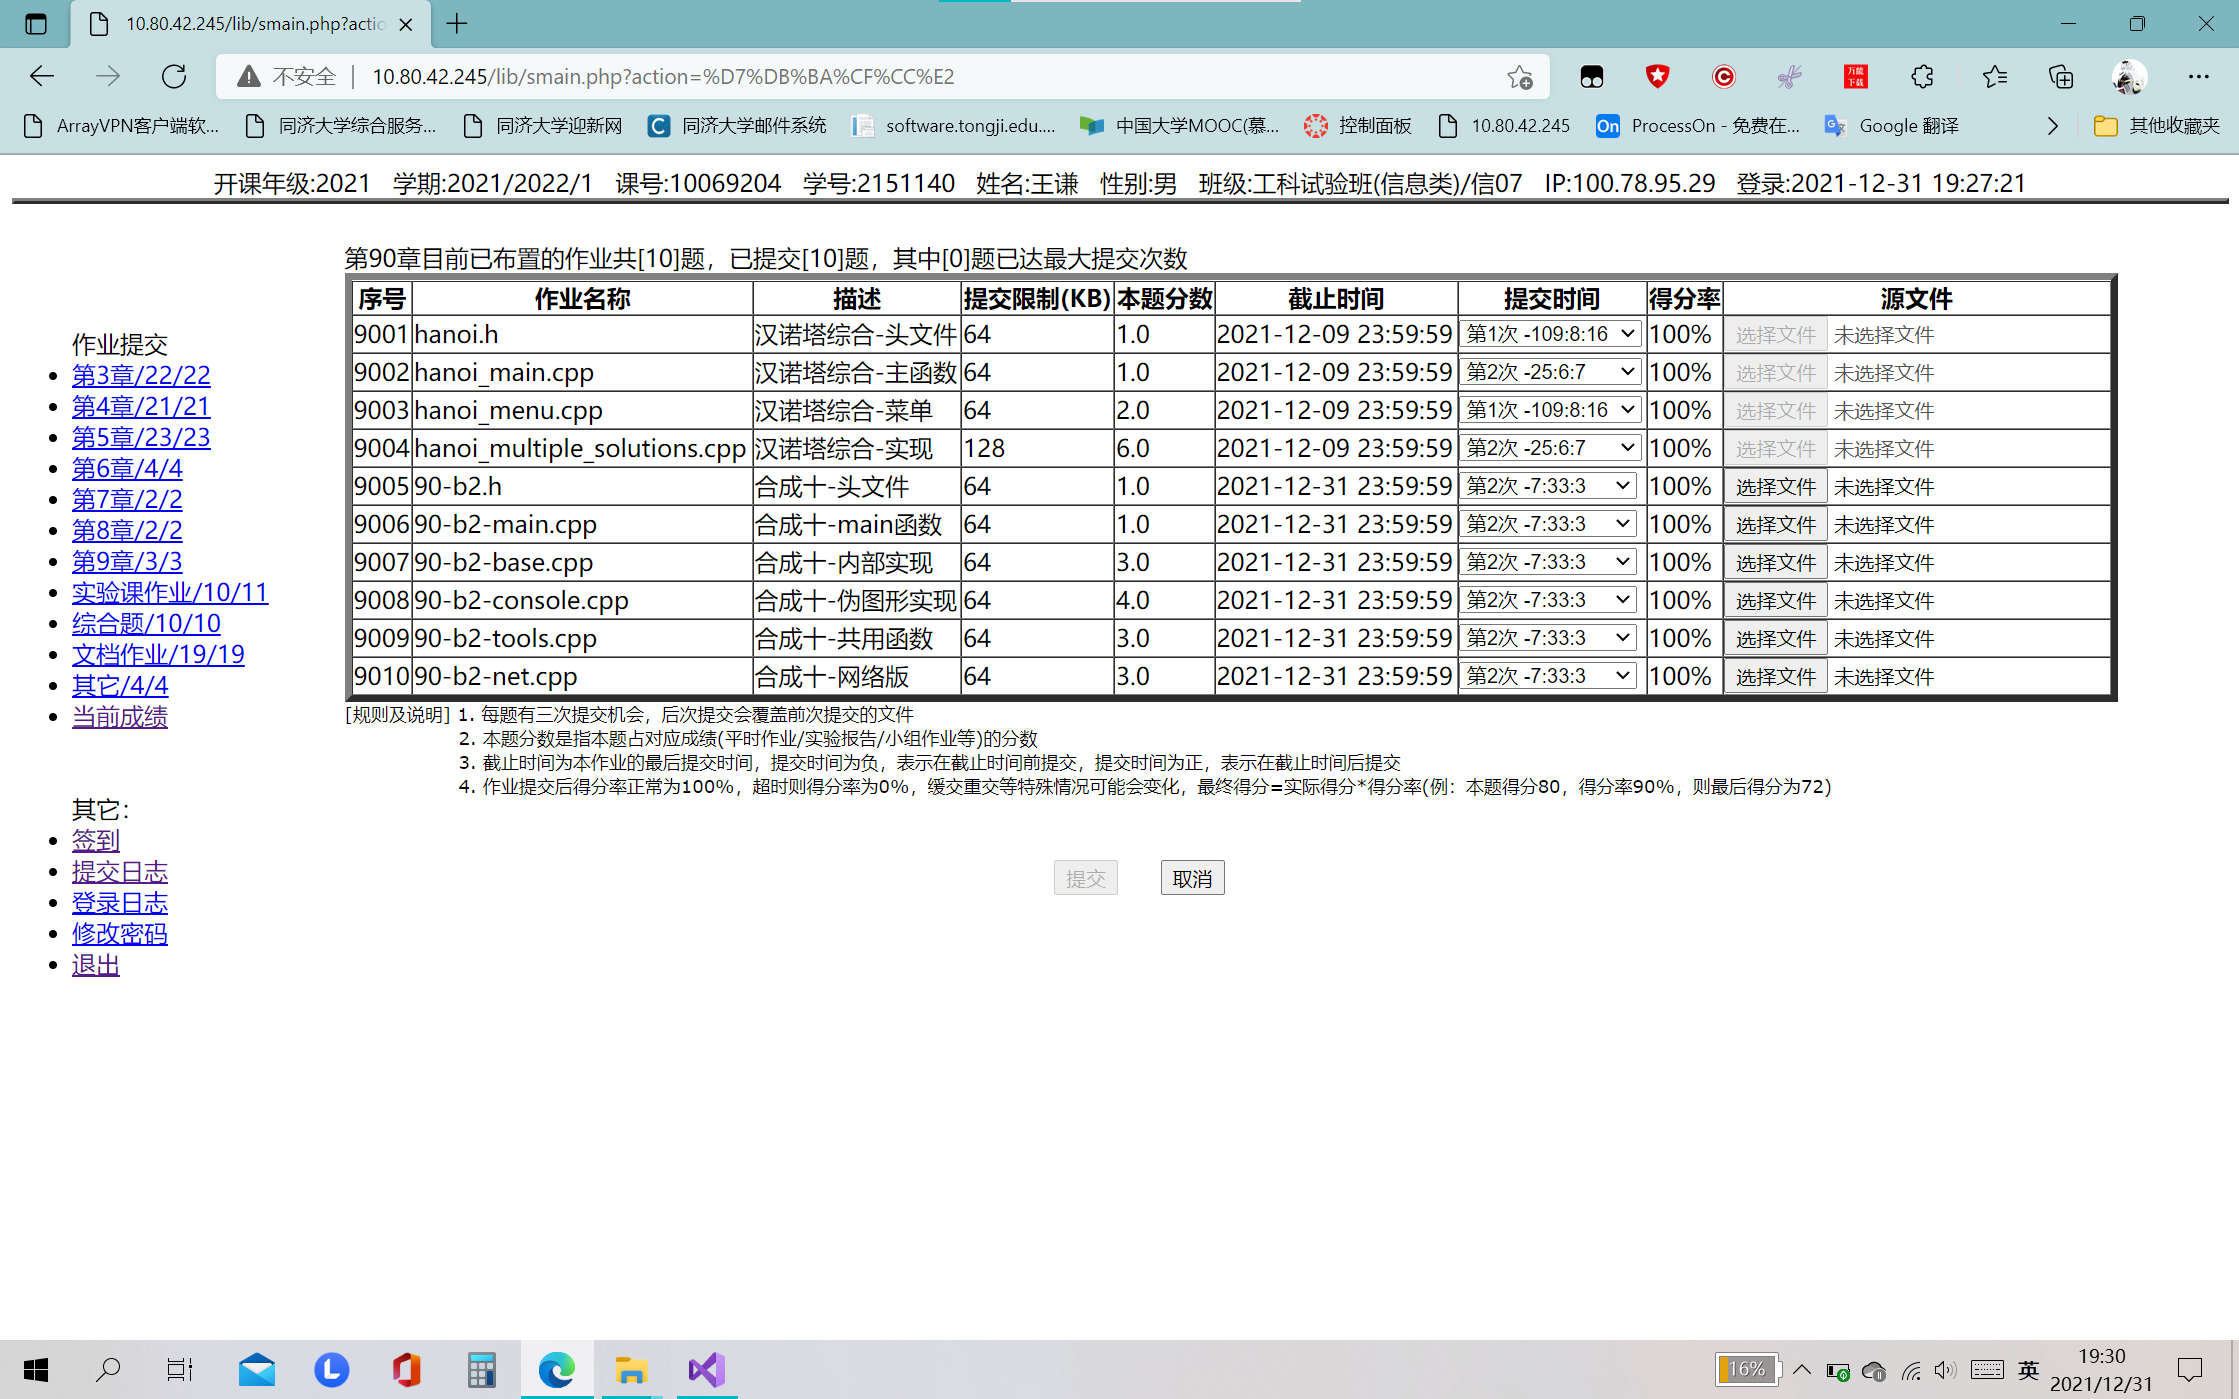 10.80.42.245/lib/smain.php?actic
不安全 | 10.80.42.245/lib/smain.php?action=%D7%DB%BA%CF%CC%E2
万能下载
ArrayVPN客户端软... 同济大学综合服务... 同济大学迎新网 C 同济大学邮件系统 software.tongji.edu.... 中国大学MOOC(慕... 控制面板 10.80.42.245 On ProcessOn - 免费在... Google 翻译 其他收藏夹
开课年级:2021 学期:2021/2022/1 课号:10069204 学号:2151140 姓名:王谦 性别:男 班级:工科试验班(信息类)/信07 IP:100.78.95.29 登录:2021-12-31 19:27:21
作业提交
第3章/22/22
第4章/21/21
第5章/23/23
第6章/4/4
第7章/2/2
第8章/2/2
第9章/3/3
实验课作业/10/11
综合题/10/10
文档作业/19/19
其它/4/4
当前成绩
其它：
签到
提交日志
登录日志
修改密码
退出
第90章目前已布置的作业共[10]题，已提交[10]题，其中[0]题已达最大提交次数
序号 作业名称 描述 提交限制(KB) 本题分数 截止时间 提交时间 得分率 源文件
9001 hanoi.h 汉诺塔综合-头文件 64 1.0 2021-12-09 23:59:59 第1次 -109:8:16 100% 选择文件 未选择文件
9002 hanoi_main.cpp 汉诺塔综合-主函数 64 1.0 2021-12-09 23:59:59 第2次 -25:6:7 100% 选择文件 未选择文件
9003 hanoi_menu.cpp 汉诺塔综合-菜单 64 2.0 2021-12-09 23:59:59 第1次 -109:8:16 100% 选择文件 未选择文件
9004 hanoi_multiple_solutions.cpp 汉诺塔综合-实现 128 6.0 2021-12-09 23:59:59 第2次 -25:6:7 100% 选择文件 未选择文件
9005 90-b2.h 合成十-头文件 64 1.0 2021-12-31 23:59:59 第2次 -7:33:3 100% 选择文件 未选择文件
9006 90-b2-main.cpp 合成十-main函数 64 1.0 2021-12-31 23:59:59 第2次 -7:33:3 100% 选择文件 未选择文件
9007 90-b2-base.cpp 合成十-内部实现 64 3.0 2021-12-31 23:59:59 第2次 -7:33:3 100% 选择文件 未选择文件
9008 90-b2-console.cpp 合成十-伪图形实现 64 4.0 2021-12-31 23:59:59 第2次 -7:33:3 100% 选择文件 未选择文件
9009 90-b2-tools.cpp 合成十-共用函数 64 3.0 2021-12-31 23:59:59 第2次 -7:33:3 100% 选择文件 未选择文件
9010 90-b2-net.cpp 合成十-网络版 64 3.0 2021-12-31 23:59:59 第2次 -7:33:3 100% 选择文件 未选择文件
[规则及说明] 1. 每题有三次提交机会，后次提交会覆盖前次提交的文件
2. 本题分数是指本题占对应成绩(平时作业/实验报告/小组作业等)的分数
3. 截止时间为本作业的最后提交时间，提交时间为负，表示在截止时间前提交，提交时间为正，表示在截止时间后提交
4. 作业提交后得分率正常为100%，超时则得分率为0%，缓交重交等特殊情况可能会变化，最终得分=实际得分*得分率(例：本题得分80，得分率90%，则最后得分为72)
提交 取消
16% 英 19:30
2021/12/31